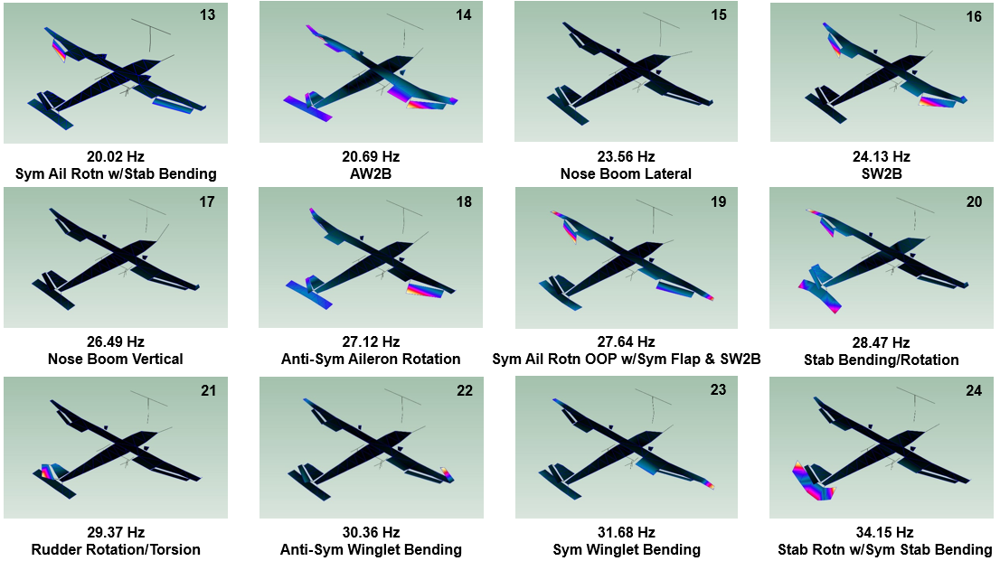 13
14
15
16
20.02 Hz
20.69 Hz
23.56 Hz
24.13 Hz
Sym Ail Rotn w/Stab Bending
AW2B
Nose Boom Lateral
SW2B
17
18
19
20
26.49 Hz
27.12 Hz
27.64 Hz
28.47 Hz
Nose Boom Vertical
Anti-Sym Aileron Rotation
Sym Ail Rotn OOP w/Sym Flap & SW2B
Stab Bending/Rotation
21
22
23
24
29.37 Hz
30.36 Hz
31.68 Hz
34.15 Hz
Rudder Rotation/Torsion
Anti-Sym Winglet Bending
Sym Winglet Bending
Stab Rotn w/Sym Stab Bending